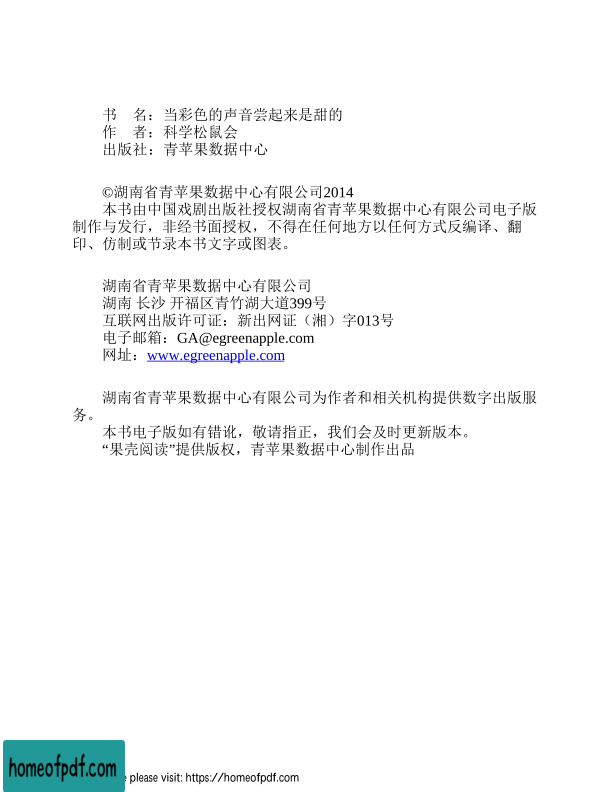 书　名：当彩色的声音尝起来是甜的
作　者：科学松鼠会
出版社：青苹果数据中心
©湖南省青苹果数据中心有限公司2014
本书由中国戏剧出版社授权湖南省青苹果数据中心有限公司电子版
制作与发行，非经书面授权，不得在任何地方以任何方式反编译、翻
印、仿制或节录本书文字或图表。
湖南省青苹果数据中心有限公司
湖南 长沙 开福区青竹湖大道399号
互联网出版许可证：新出网证（湘）字013号
电子邮箱：GA@egreenapple.com
网址：www.egreenapple.com
湖南省青苹果数据中心有限公司为作者和相关机构提供数字出版服
务。
本书电子版如有错讹，敬请指正，我们会及时更新版本。
“果壳阅读”提供版权，青苹果数据中心制作出品
homeofpdf.com
please visit: https://homeofpdf.com